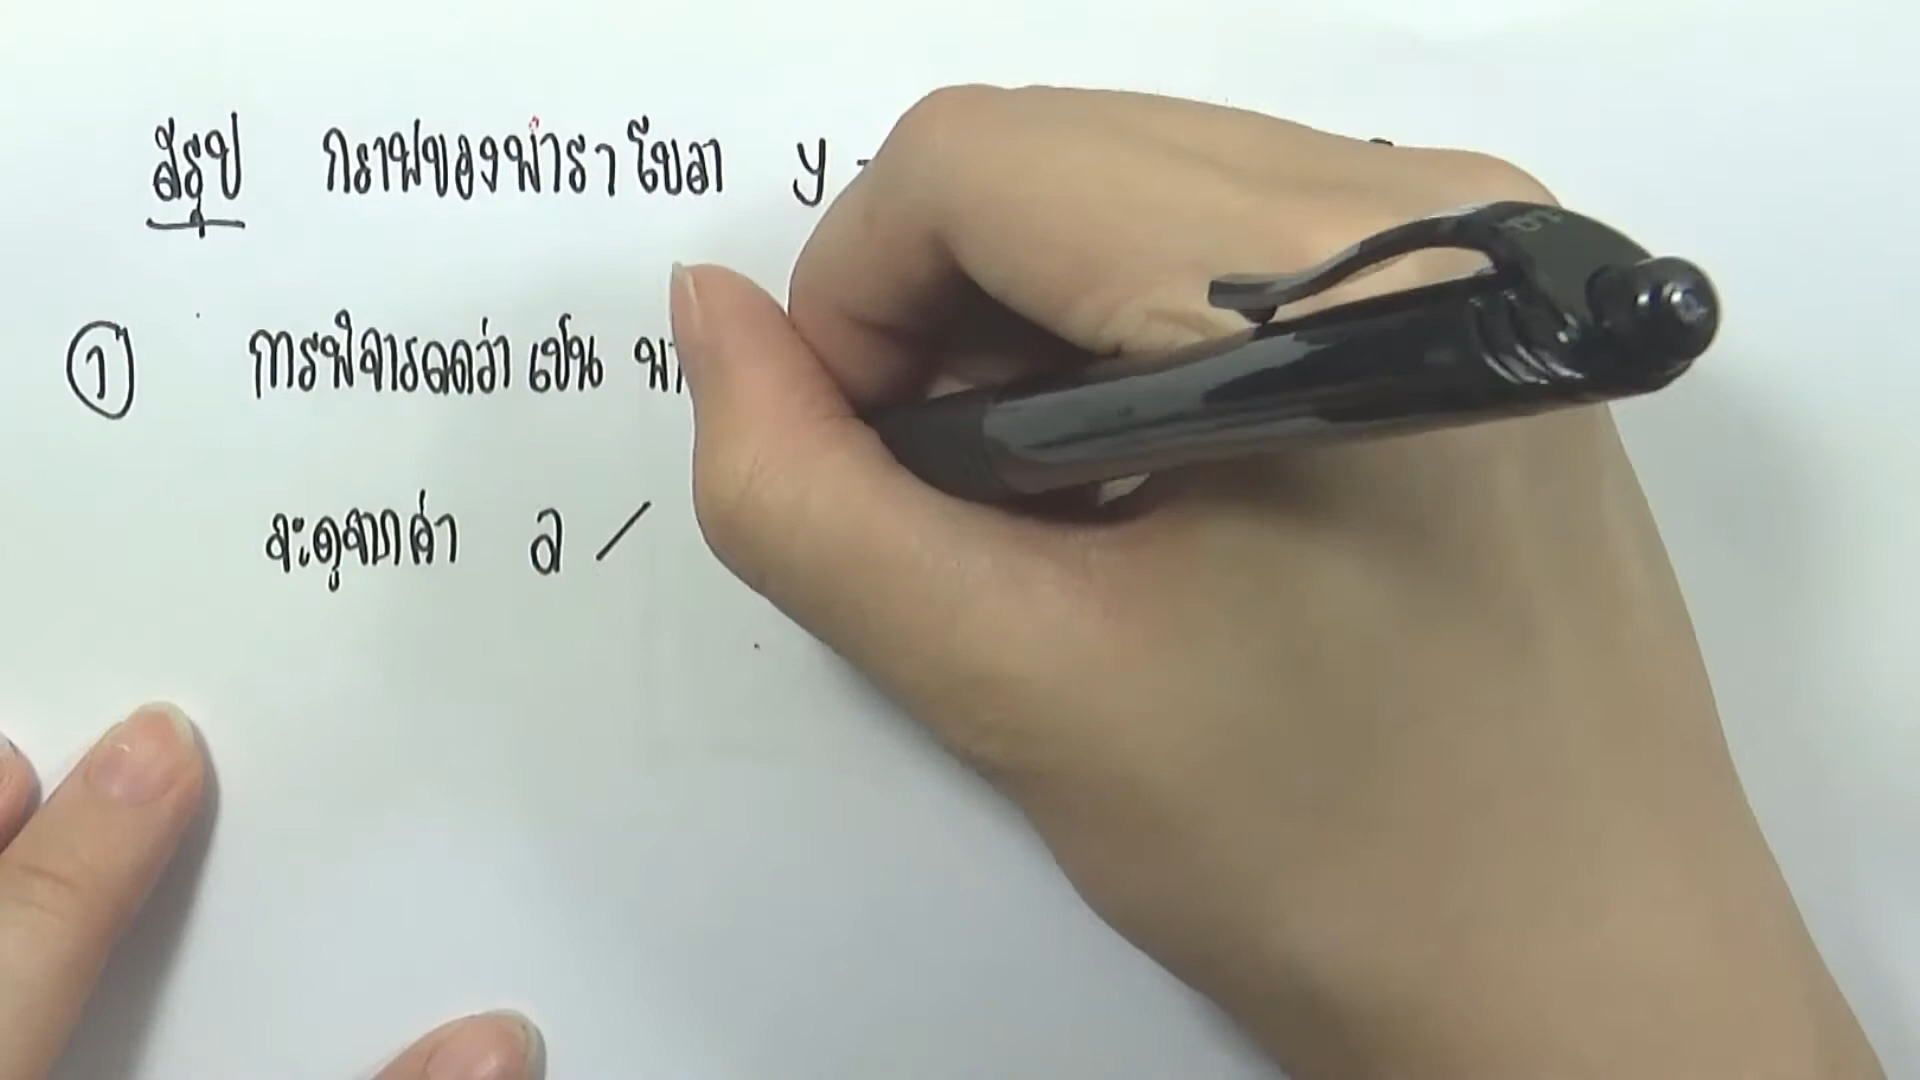 สรุป กราฟของพาราโบลา y
① การพิจารณาว่าเป็น
จะดูจากค่า a